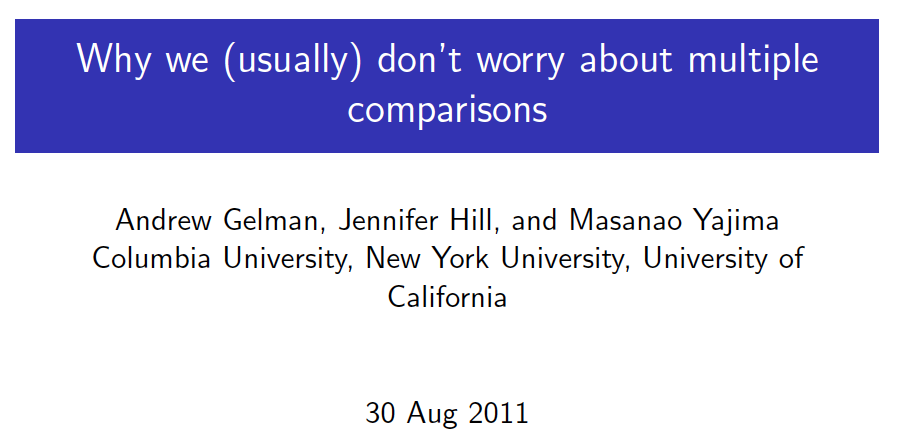 Why we (usually) don't worry about multiple
comparisons
Andrew Gelman, Jennifer Hill, and Masanao Yajima
Columbia University, New York University, University of
California
30 Aug 2011